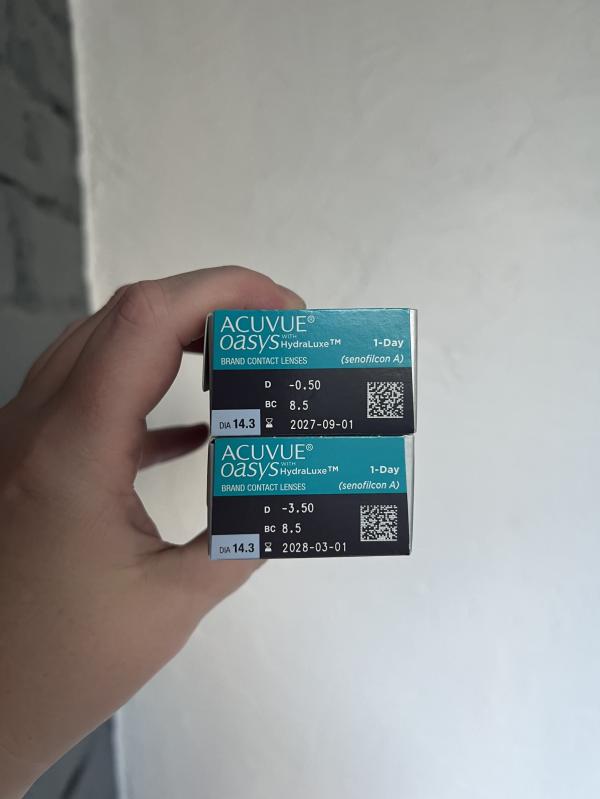 ACUVUE®
OASYS WITH HydraLuxe™ 1-Day
BRAND CONTACT LENSES (senofilcon A)
D -0.50
BC 8.5
DIA 14.3 2027-09-01
ACUVUE®
OASYS WITH HydraLuxe™ 1-Day
BRAND CONTACT LENSES (senofilcon A)
D -3.50
BC 8.5
DIA 14.3 2028-03-01